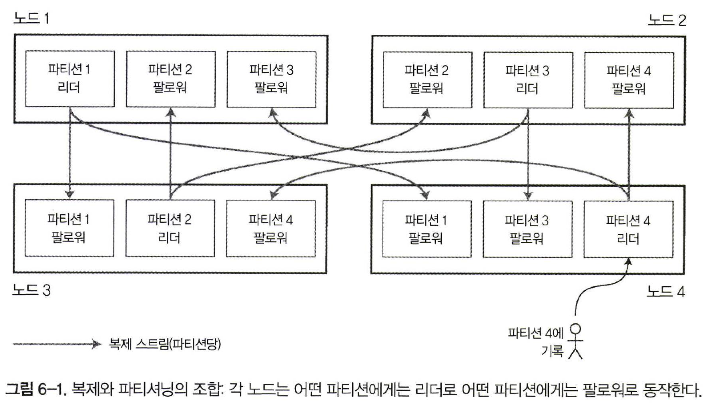 노드 1
노드 2
파티션 1
리더
파티션 2
팔로워
파티션 3
팔로워
파티션 2
팔로워
파티션 3
리더
파티션 4
팔로워
파티션 1
팔로워
파티션 2
리더
파티션 4
팔로워
파티션 1
팔로워
파티션 3
팔로워
파티션 4
리더
노드 3
노드 4
파티션 4에
기록
복제 스트림(파티션당)
그림 6-1. 복제와 파티셔닝의 조합: 각 노드는 어떤 파티션에게는 리더로 어떤 파티션에게는 팔로워로 동작한다.